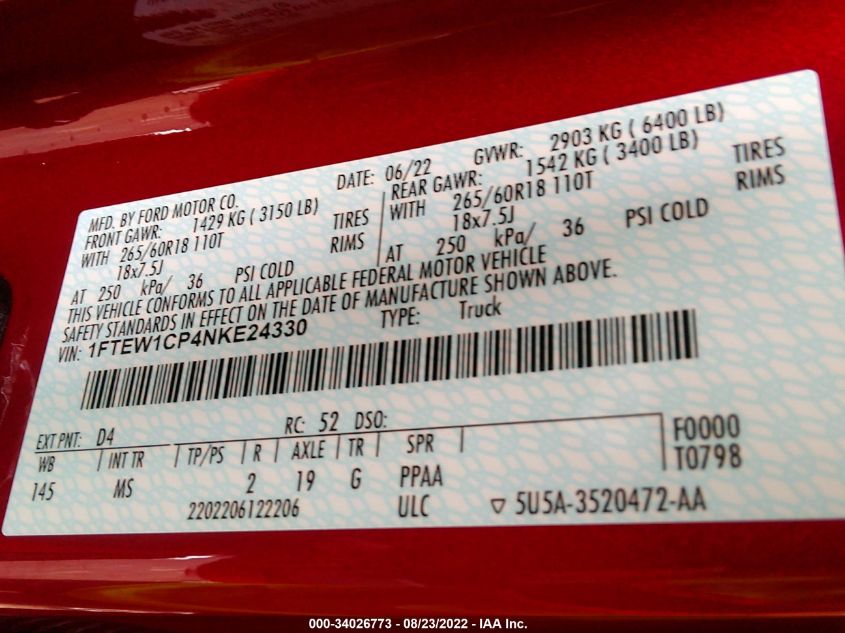 MFD. BY FORD MOTOR CO.
DATE: 06/22 GVWR: 2903 KG ( 6400 LB)
FRONT GAWR: 1429 KG ( 3150 LB)
REAR GAWR: 1542 KG ( 3400 LB)
WITH 265/60R18 110T TIRES
WITH 265/60R18 110T TIRES
18x7.5J RIMS
18x7.5J RIMS
AT 250 kPa/ 36 PSI COLD
AT 250 kPa/ 36 PSI COLD
THIS VEHICLE CONFORMS TO ALL APPLICABLE FEDERAL MOTOR VEHICLE
SAFETY STANDARDS IN EFFECT ON THE DATE OF MANUFACTURE SHOWN ABOVE.
VIN: 1FTEW1CP4NKE24330 TYPE: Truck
EXT PNT: D4 RC: 52 DSO: F0000
WB INT TR TP/PS R AXLE TR SPR T0798
145 MS 2 19 G PPAA
2202206122206 ULC ▽ 5U5A-3520472-AA
000-34026773 - 08/23/2022 - IAA Inc.